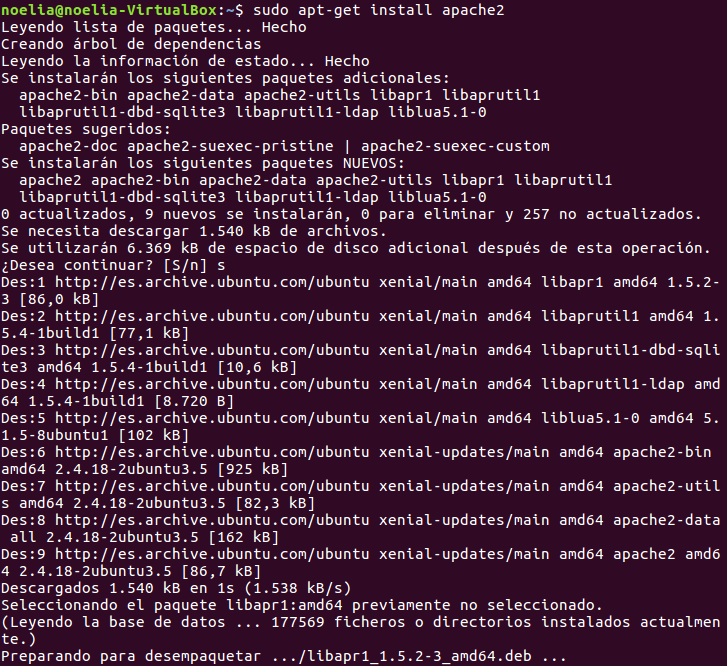 noelia@noelia-VirtualBox:~$ sudo apt-get install apache2
Leyendo lista de paquetes... Hecho
Creando árbol de dependencias
Leyendo la información de estado... Hecho
Se instalarán los siguientes paquetes adicionales:
  apache2-bin apache2-data apache2-utils libapr1 libaprutil1
  libaprutil1-dbd-sqlite3 libaprutil1-ldap liblua5.1-0
Paquetes sugeridos:
  apache2-doc apache2-suexec-pristine | apache2-suexec-custom
Se instalarán los siguientes paquetes NUEVOS:
  apache2 apache2-bin apache2-data apache2-utils libapr1 libaprutil1
  libaprutil1-dbd-sqlite3 libaprutil1-ldap liblua5.1-0
0 actualizados, 9 nuevos se instalarán, 0 para eliminar y 257 no actualizados.
Se necesita descargar 1.540 kB de archivos.
Se utilizarán 6.369 kB de espacio de disco adicional después de esta operación.
¿Desea continuar? [S/n] s
Des:1 http://es.archive.ubuntu.com/ubuntu xenial/main amd64 libapr1 amd64 1.5.2-
3 [86,0 kB]
Des:2 http://es.archive.ubuntu.com/ubuntu xenial/main amd64 libaprutil1 amd64 1.
5.4-1build1 [77,1 kB]
Des:3 http://es.archive.ubuntu.com/ubuntu xenial/main amd64 libaprutil1-dbd-sqli
te3 amd64 1.5.4-1build1 [10,6 kB]
Des:4 http://es.archive.ubuntu.com/ubuntu xenial/main amd64 libaprutil1-ldap amd
64 1.5.4-1build1 [8.720 B]
Des:5 http://es.archive.ubuntu.com/ubuntu xenial/main amd64 liblua5.1-0 amd64 5.
1.5-8ubuntu1 [102 kB]
Des:6 http://es.archive.ubuntu.com/ubuntu xenial-updates/main amd64 apache2-bin
amd64 2.4.18-2ubuntu3.5 [925 kB]
Des:7 http://es.archive.ubuntu.com/ubuntu xenial-updates/main amd64 apache2-util
s amd64 2.4.18-2ubuntu3.5 [82,3 kB]
Des:8 http://es.archive.ubuntu.com/ubuntu xenial-updates/main amd64 apache2-data
 all 2.4.18-2ubuntu3.5 [162 kB]
Des:9 http://es.archive.ubuntu.com/ubuntu xenial-updates/main amd64 apache2 amd6
4 2.4.18-2ubuntu3.5 [86,7 kB]
Descargados 1.540 kB en 1s (1.538 kB/s)
Seleccionando el paquete libapr1:amd64 previamente no seleccionado.
(Leyendo la base de datos ... 177569 ficheros o directorios instalados actualmen
te.)
Preparando para desempaquetar .../libapr1_1.5.2-3_amd64.deb ...